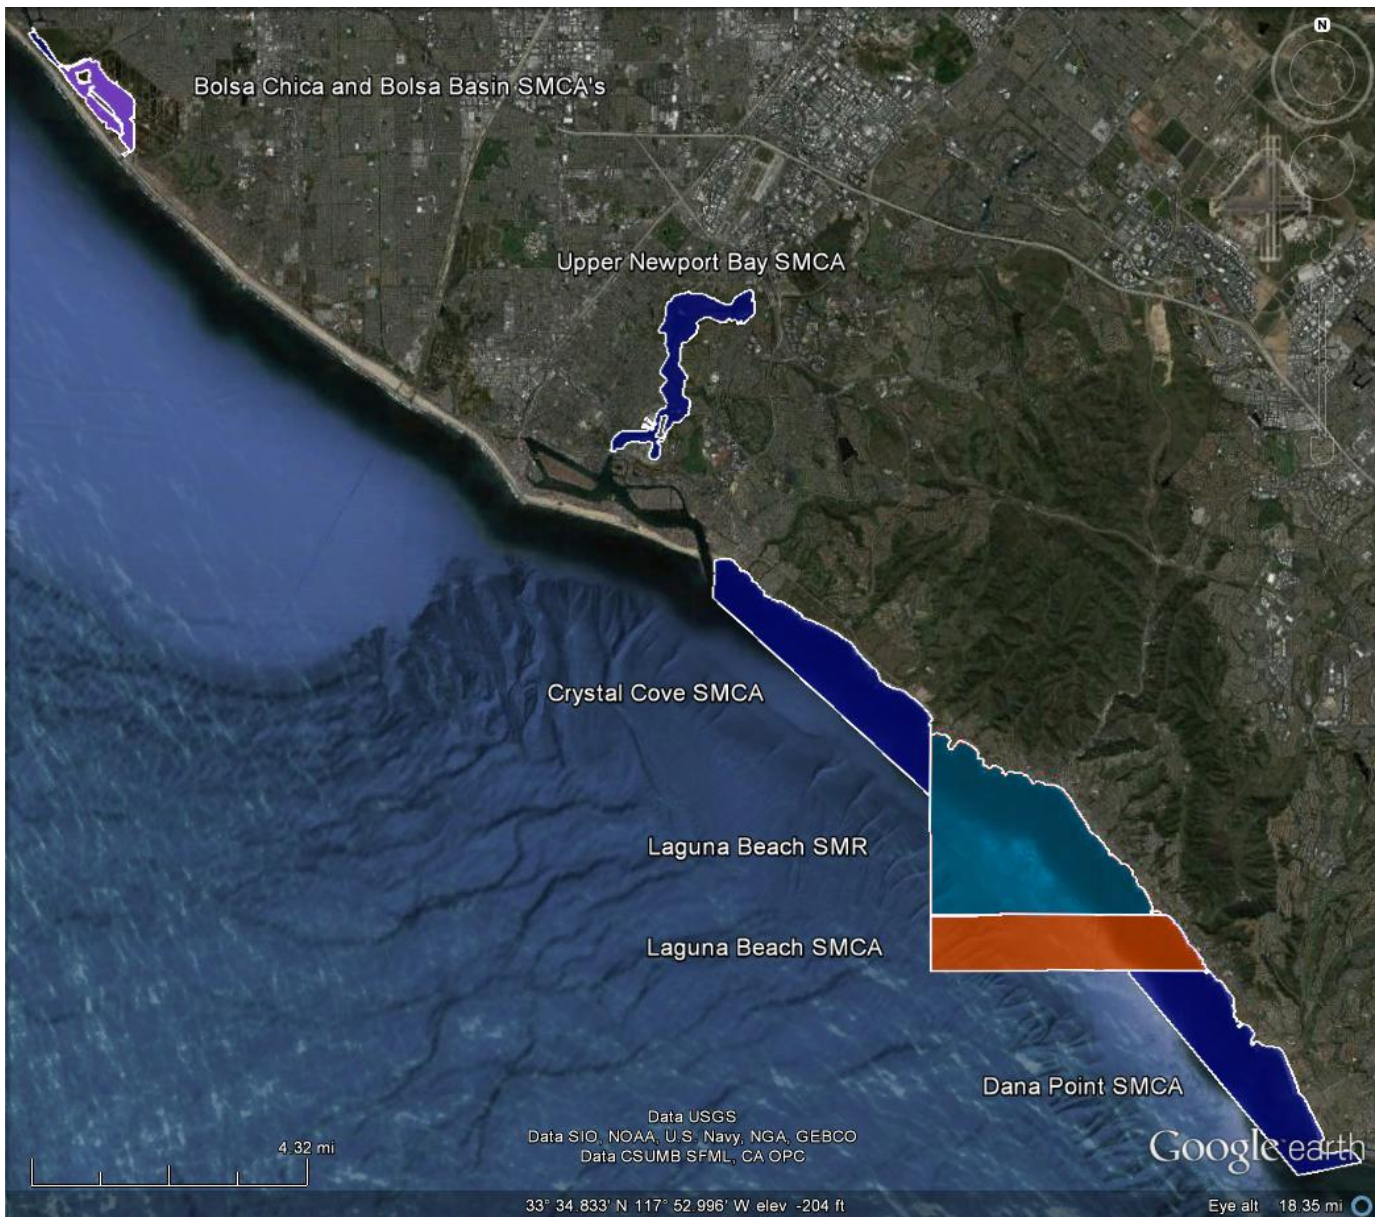 N
Bolsa Chica and Bolsa Basin SMCA's
Upper Newport Bay SMCA
Crystal Cove SMCA
Laguna Beach SMR
Laguna Beach SMCA
Dana Point SMCA
Data USGS
Data SIO, NOAA, U.S. Navy, NGA, GEBCO
Data CSUMB SFML, CA OPC
Google earth
4.32 mi
33° 34.833' N 117° 52.996' W elev -204 ft
Eye alt 18.35 mi